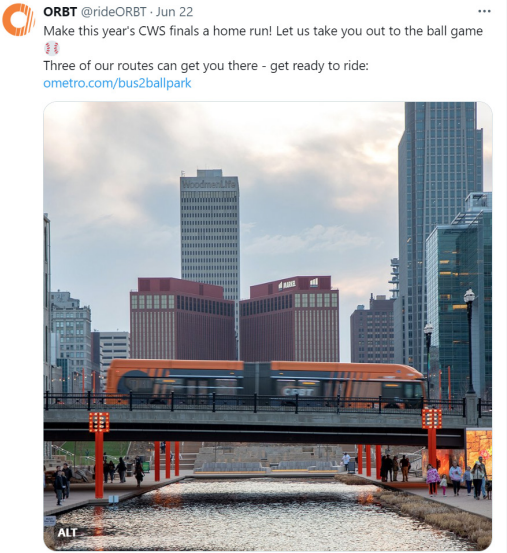 ORBT @rideORBT · Jun 22
Make this year's CWS finals a home run! Let us take you out to the ball game
Three of our routes can get you there - get ready to ride:
ometro.com/bus2ballpark
WoodmenLife
ALT